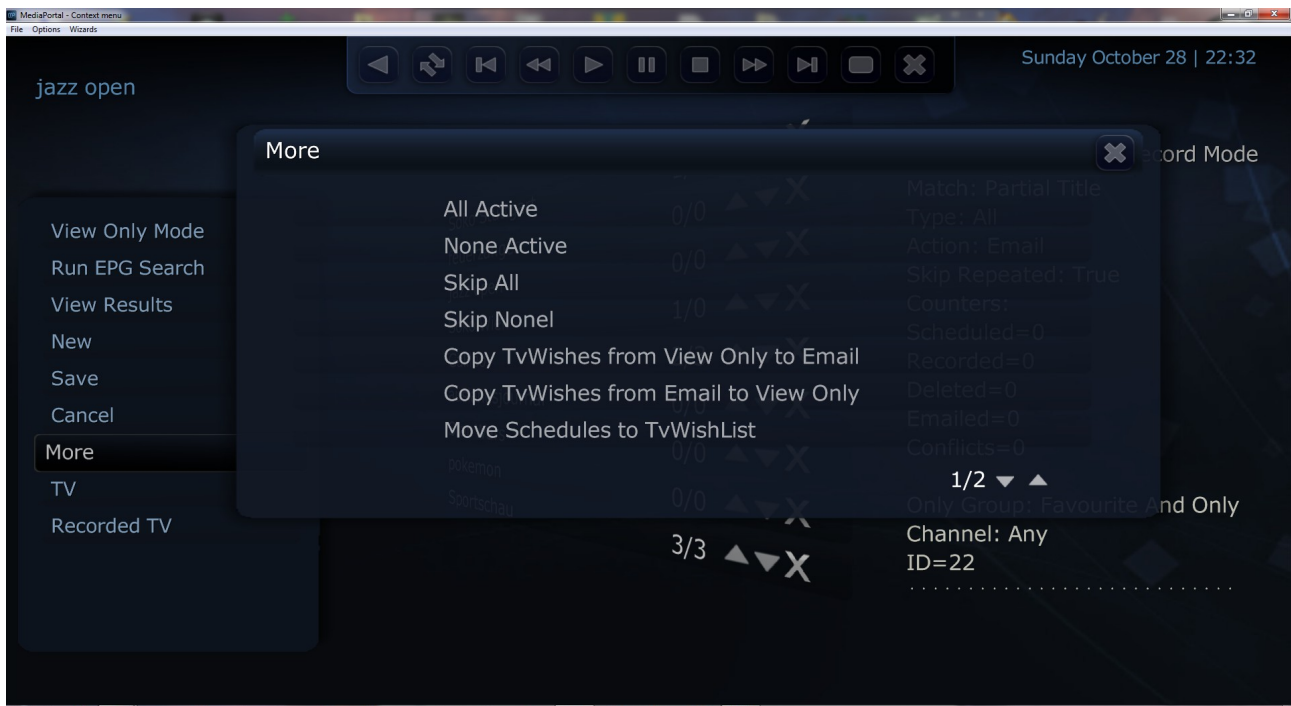 MediaPortal - Context menu
File Options Wizards
Sunday October 28 | 22:32
jazz open
More
cord Mode
Match: Partial Title
Type: All
Action: Email
Skip Repeated: True
Counters:
Scheduled=0
Recorded=0
Deleted=0
Emailed=0
Conflicts=0
Only Group: Favourite And Only
Channel: Any
ID=22
View Only Mode
Run EPG Search
View Results
New
Save
Cancel
More
TV
Recorded TV
All Active
None Active
Skip All
Skip Nonel
Copy TvWishes from View Only to Email
Copy TvWishes from Email to View Only
Move Schedules to TvWishList
1/2
0/0
0/0
1/0
0/0
0/0
pokemon
Sportschau
0/0
3/3